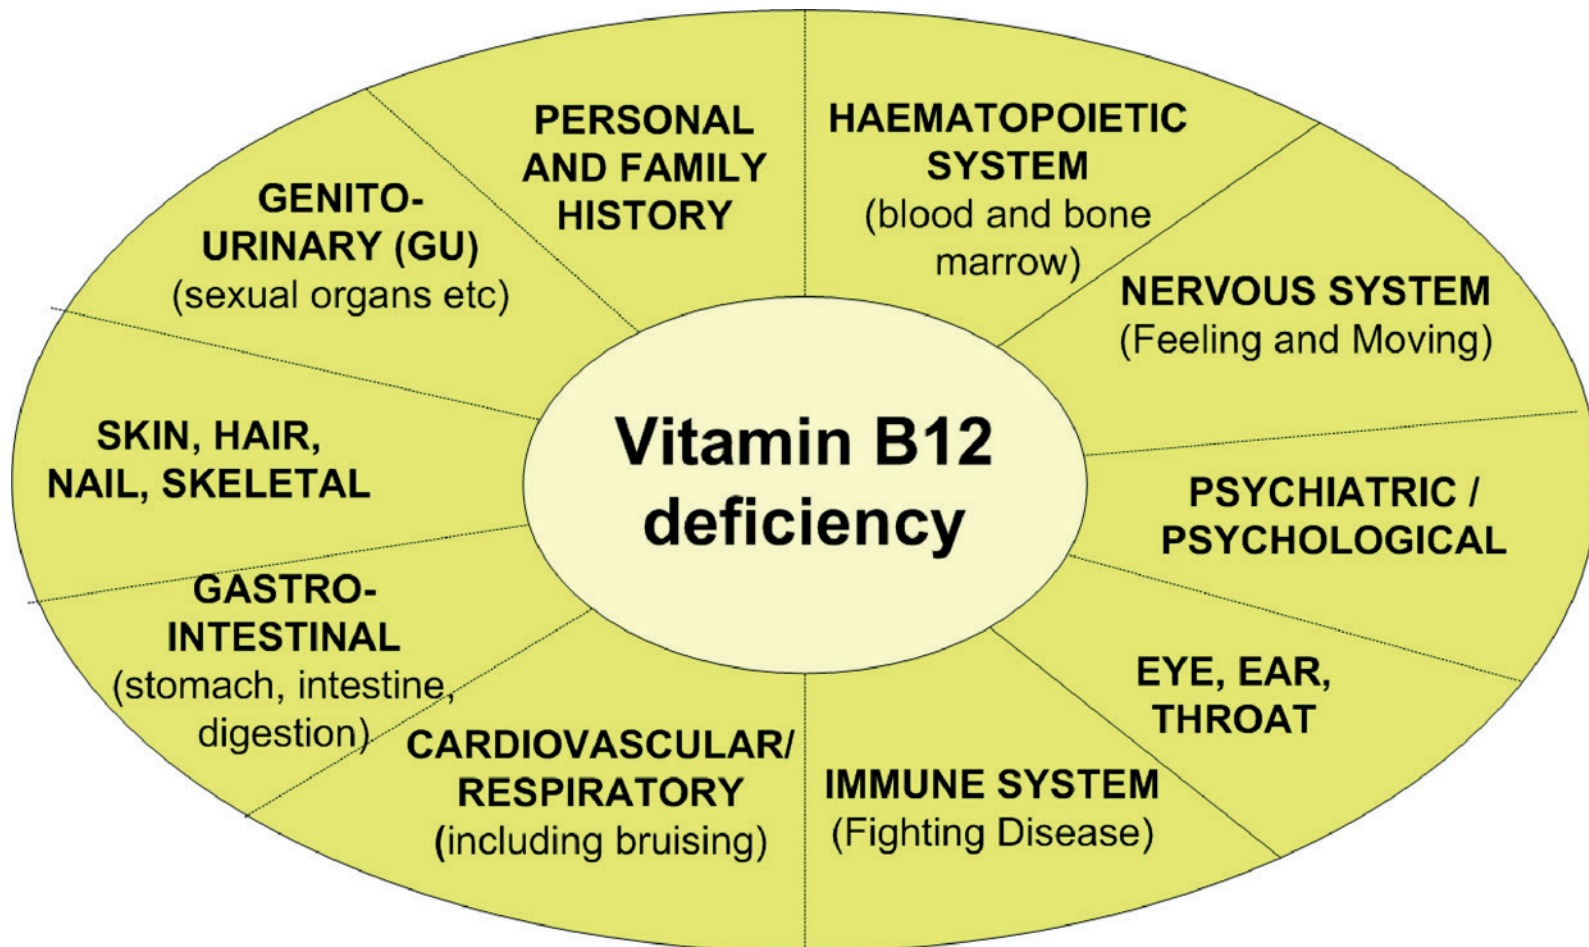 PERSONAL
AND FAMILY
HISTORY
HAEMATOPOIETIC
SYSTEM
(blood and bone
marrow)
NERVOUS SYSTEM
(Feeling and Moving)
PSYCHIATRIC /
PSYCHOLOGICAL
EYE, EAR,
THROAT
IMMUNE SYSTEM
(Fighting Disease)
CARDIOVASCULAR/
RESPIRATORY
(including bruising)
GASTRO-
INTESTINAL
(stomach, intestine,
digestion)
SKIN, HAIR,
NAIL, SKELETAL
GENITO-
URINARY (GU)
(sexual organs etc)
Vitamin B12
deficiency